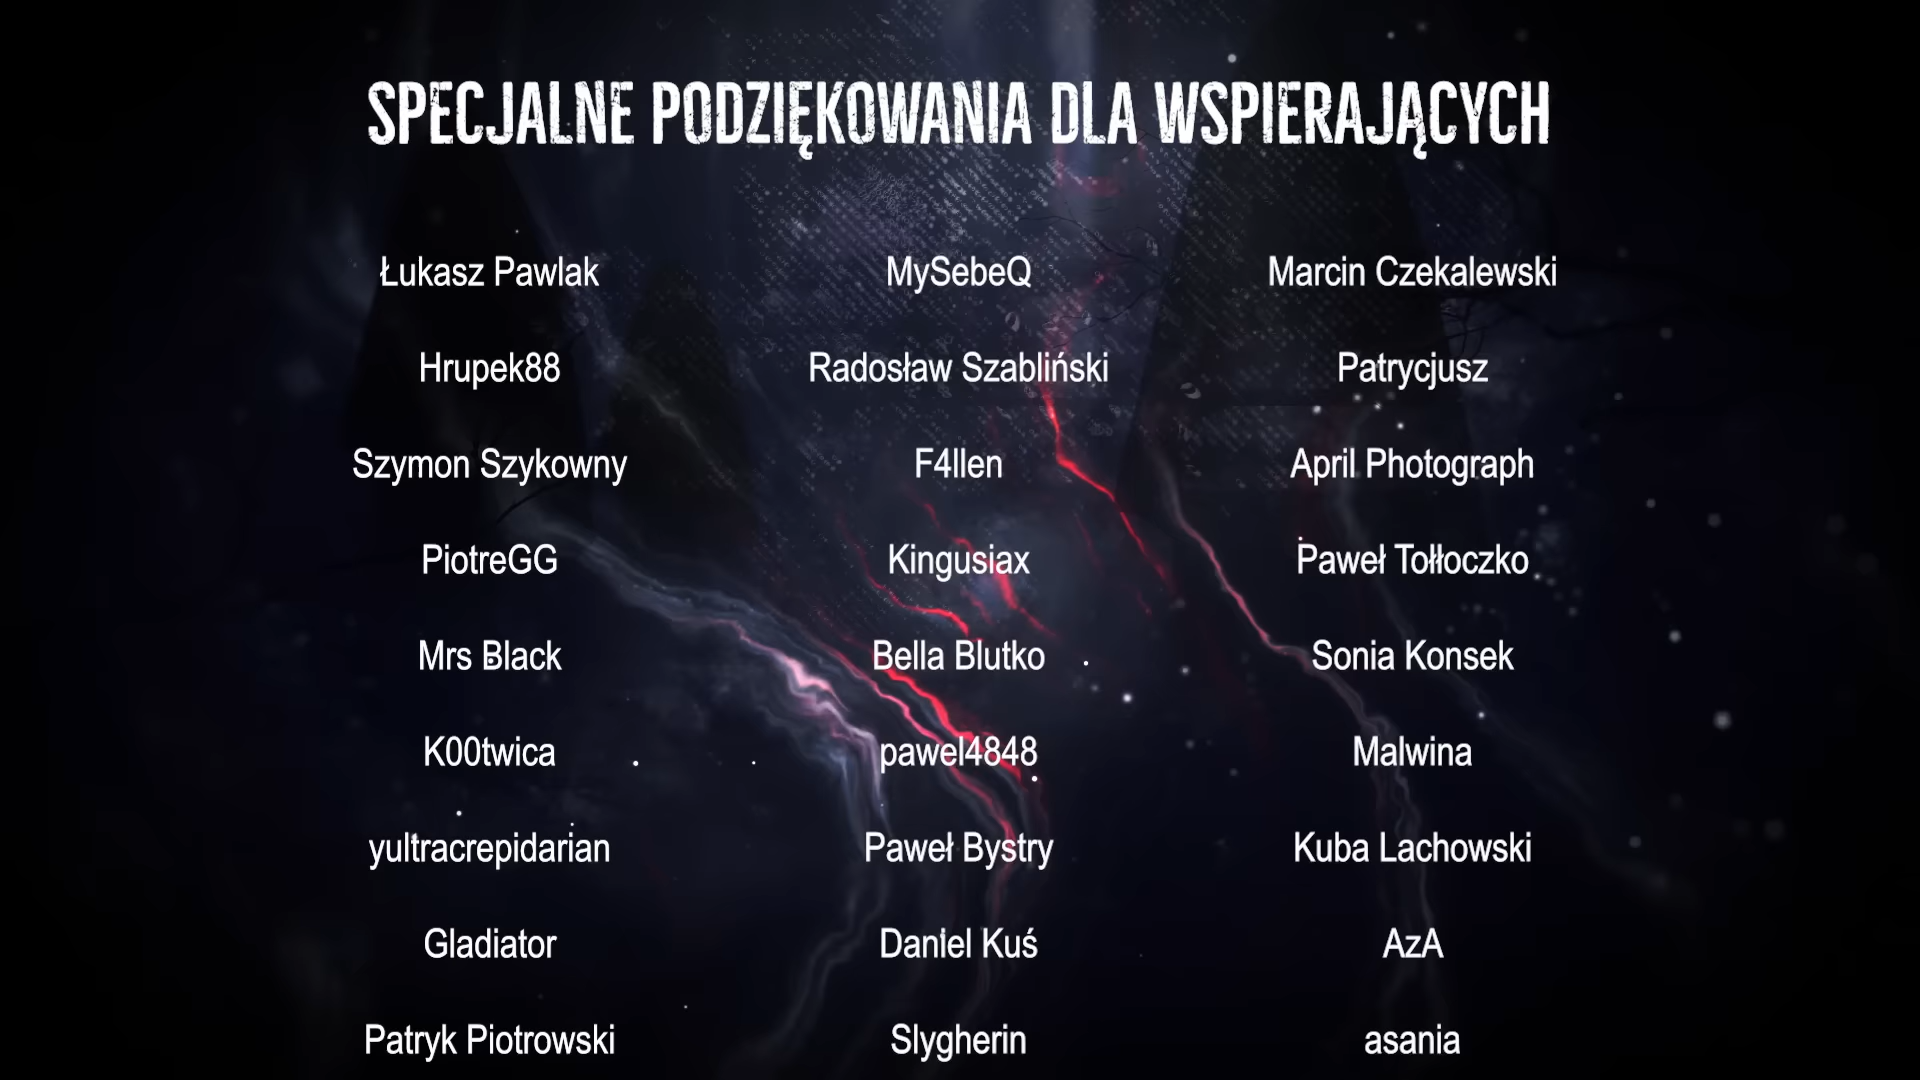 SPECJALNE PODZIĘKOWANIA DLA WSPIERAJĄCYCH
Łukasz Pawlak MySebeQ Marcin Czekalewski
Hrupek88 Radosław Szabliński Patrycjusz
Szymon Szykowny F4llen April Photograph
PiotreGG Kingusiax Paweł Tołłoczko
Mrs Black Bella Blutko Sonia Konsek
K00twica pawel4848 Malwina
yultracrepidarian Paweł Bystry Kuba Lachowski
Gladiator Daniel Kuś AzA
Patryk Piotrowski Slygherin asania